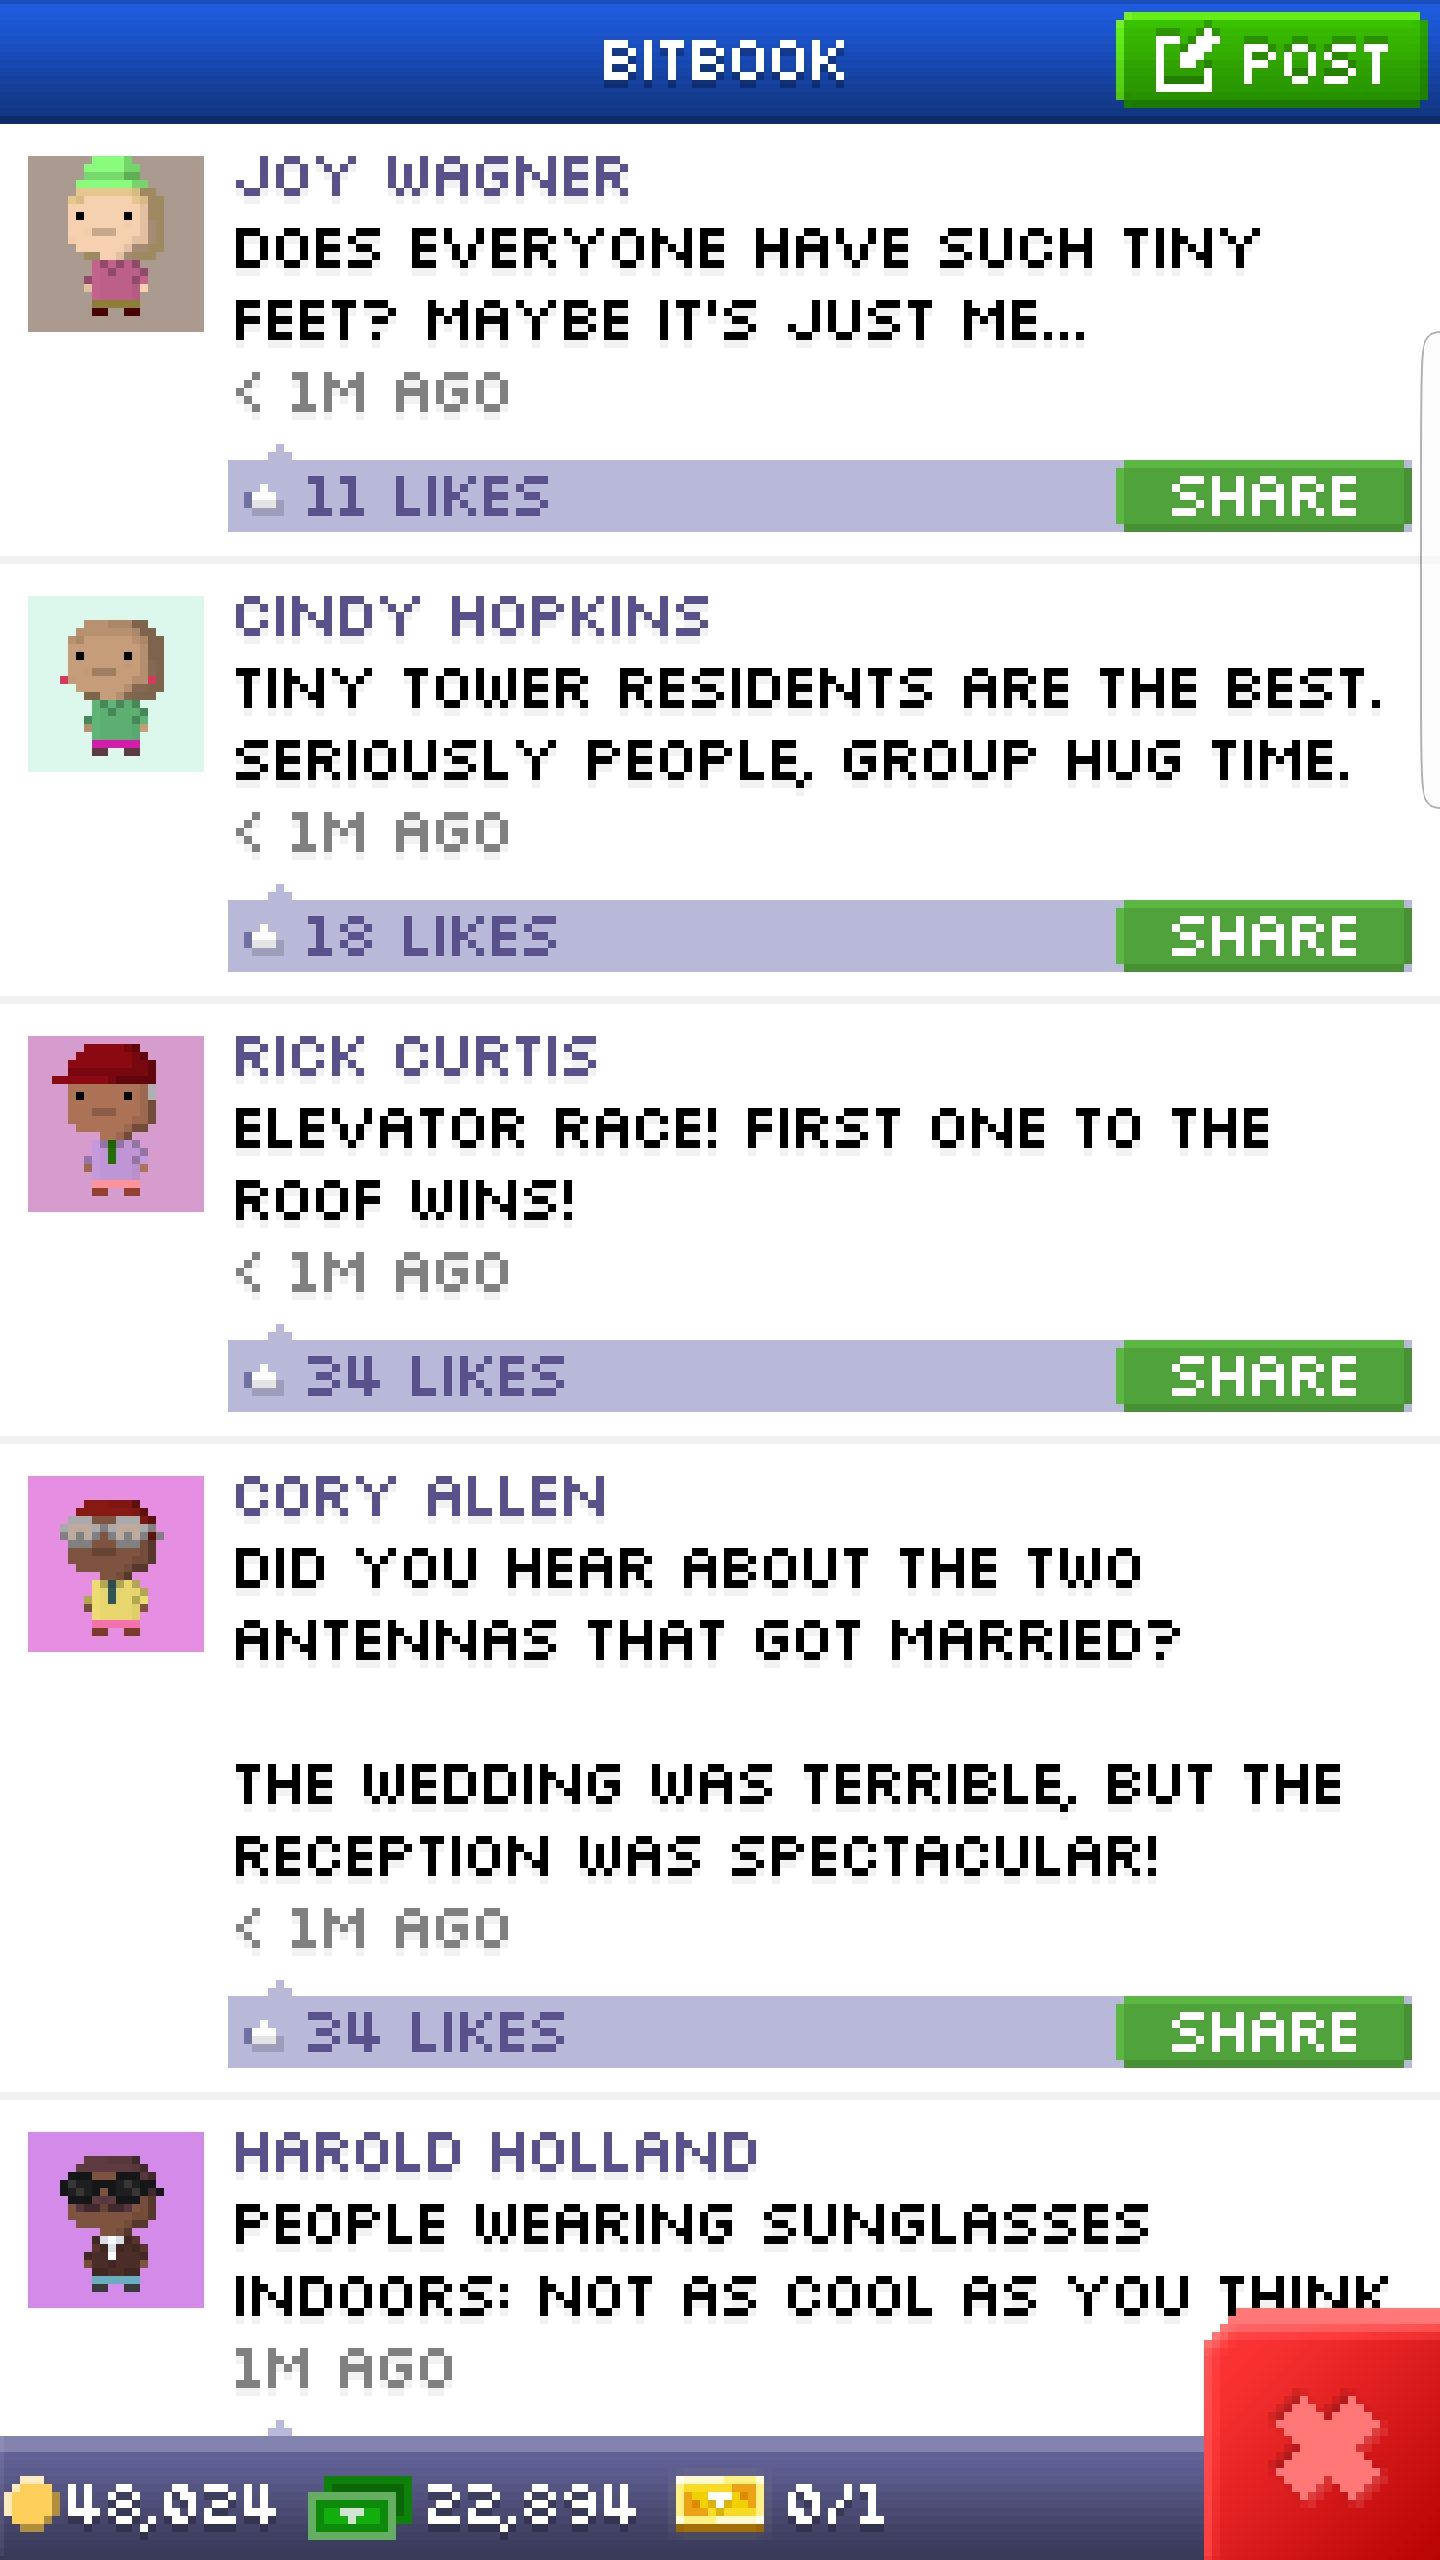 BITBOOK
POST
JOY WAGNER
DOES EVERYONE HAVE SUCH TINY
FEET? MAYBE IT'S JUST ME...
< 1M AGO
11 LIKES
SHARE
CINDY HOPKINS
TINY TOWER RESIDENTS ARE THE BEST.
SERIOUSLY PEOPLE, GROUP HUG TIME.
< 1M AGO
18 LIKES
SHARE
RICK CURTIS
ELEVATOR RACE! FIRST ONE TO THE
ROOF WINS!
< 1M AGO
34 LIKES
SHARE
CORY ALLEN
DID YOU HEAR ABOUT THE TWO
ANTENNAS THAT GOT MARRIED?
THE WEDDING WAS TERRIBLE, BUT THE
RECEPTION WAS SPECTACULAR!
< 1M AGO
34 LIKES
SHARE
HAROLD HOLLAND
PEOPLE WEARING SUNGLASSES
INDOORS: NOT AS COOL AS YOU THINK
1M AGO
48,024 22,894 0/1